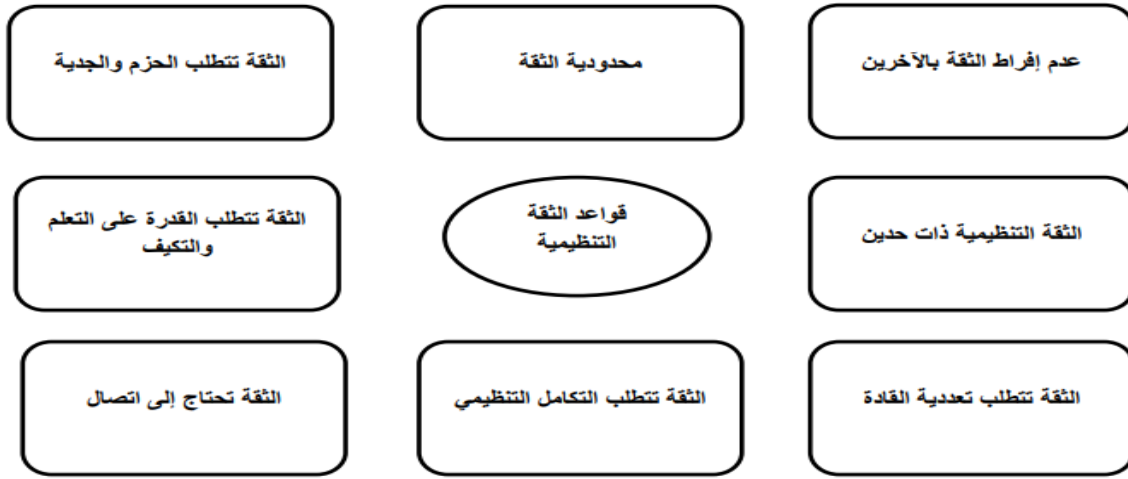 عدم إفراط الثقة بالآخرين
محدودية الثقة
الثقة تتطلب الحزم والجدية
الثقة التنظيمية ذات حدين
قواعد الثقة
التنظيمية
الثقة تتطلب القدرة على التعلم
والتكيف
الثقة تتطلب تعددية القادة
الثقة تتطلب التكامل التنظيمي
الثقة تحتاج إلى اتصال